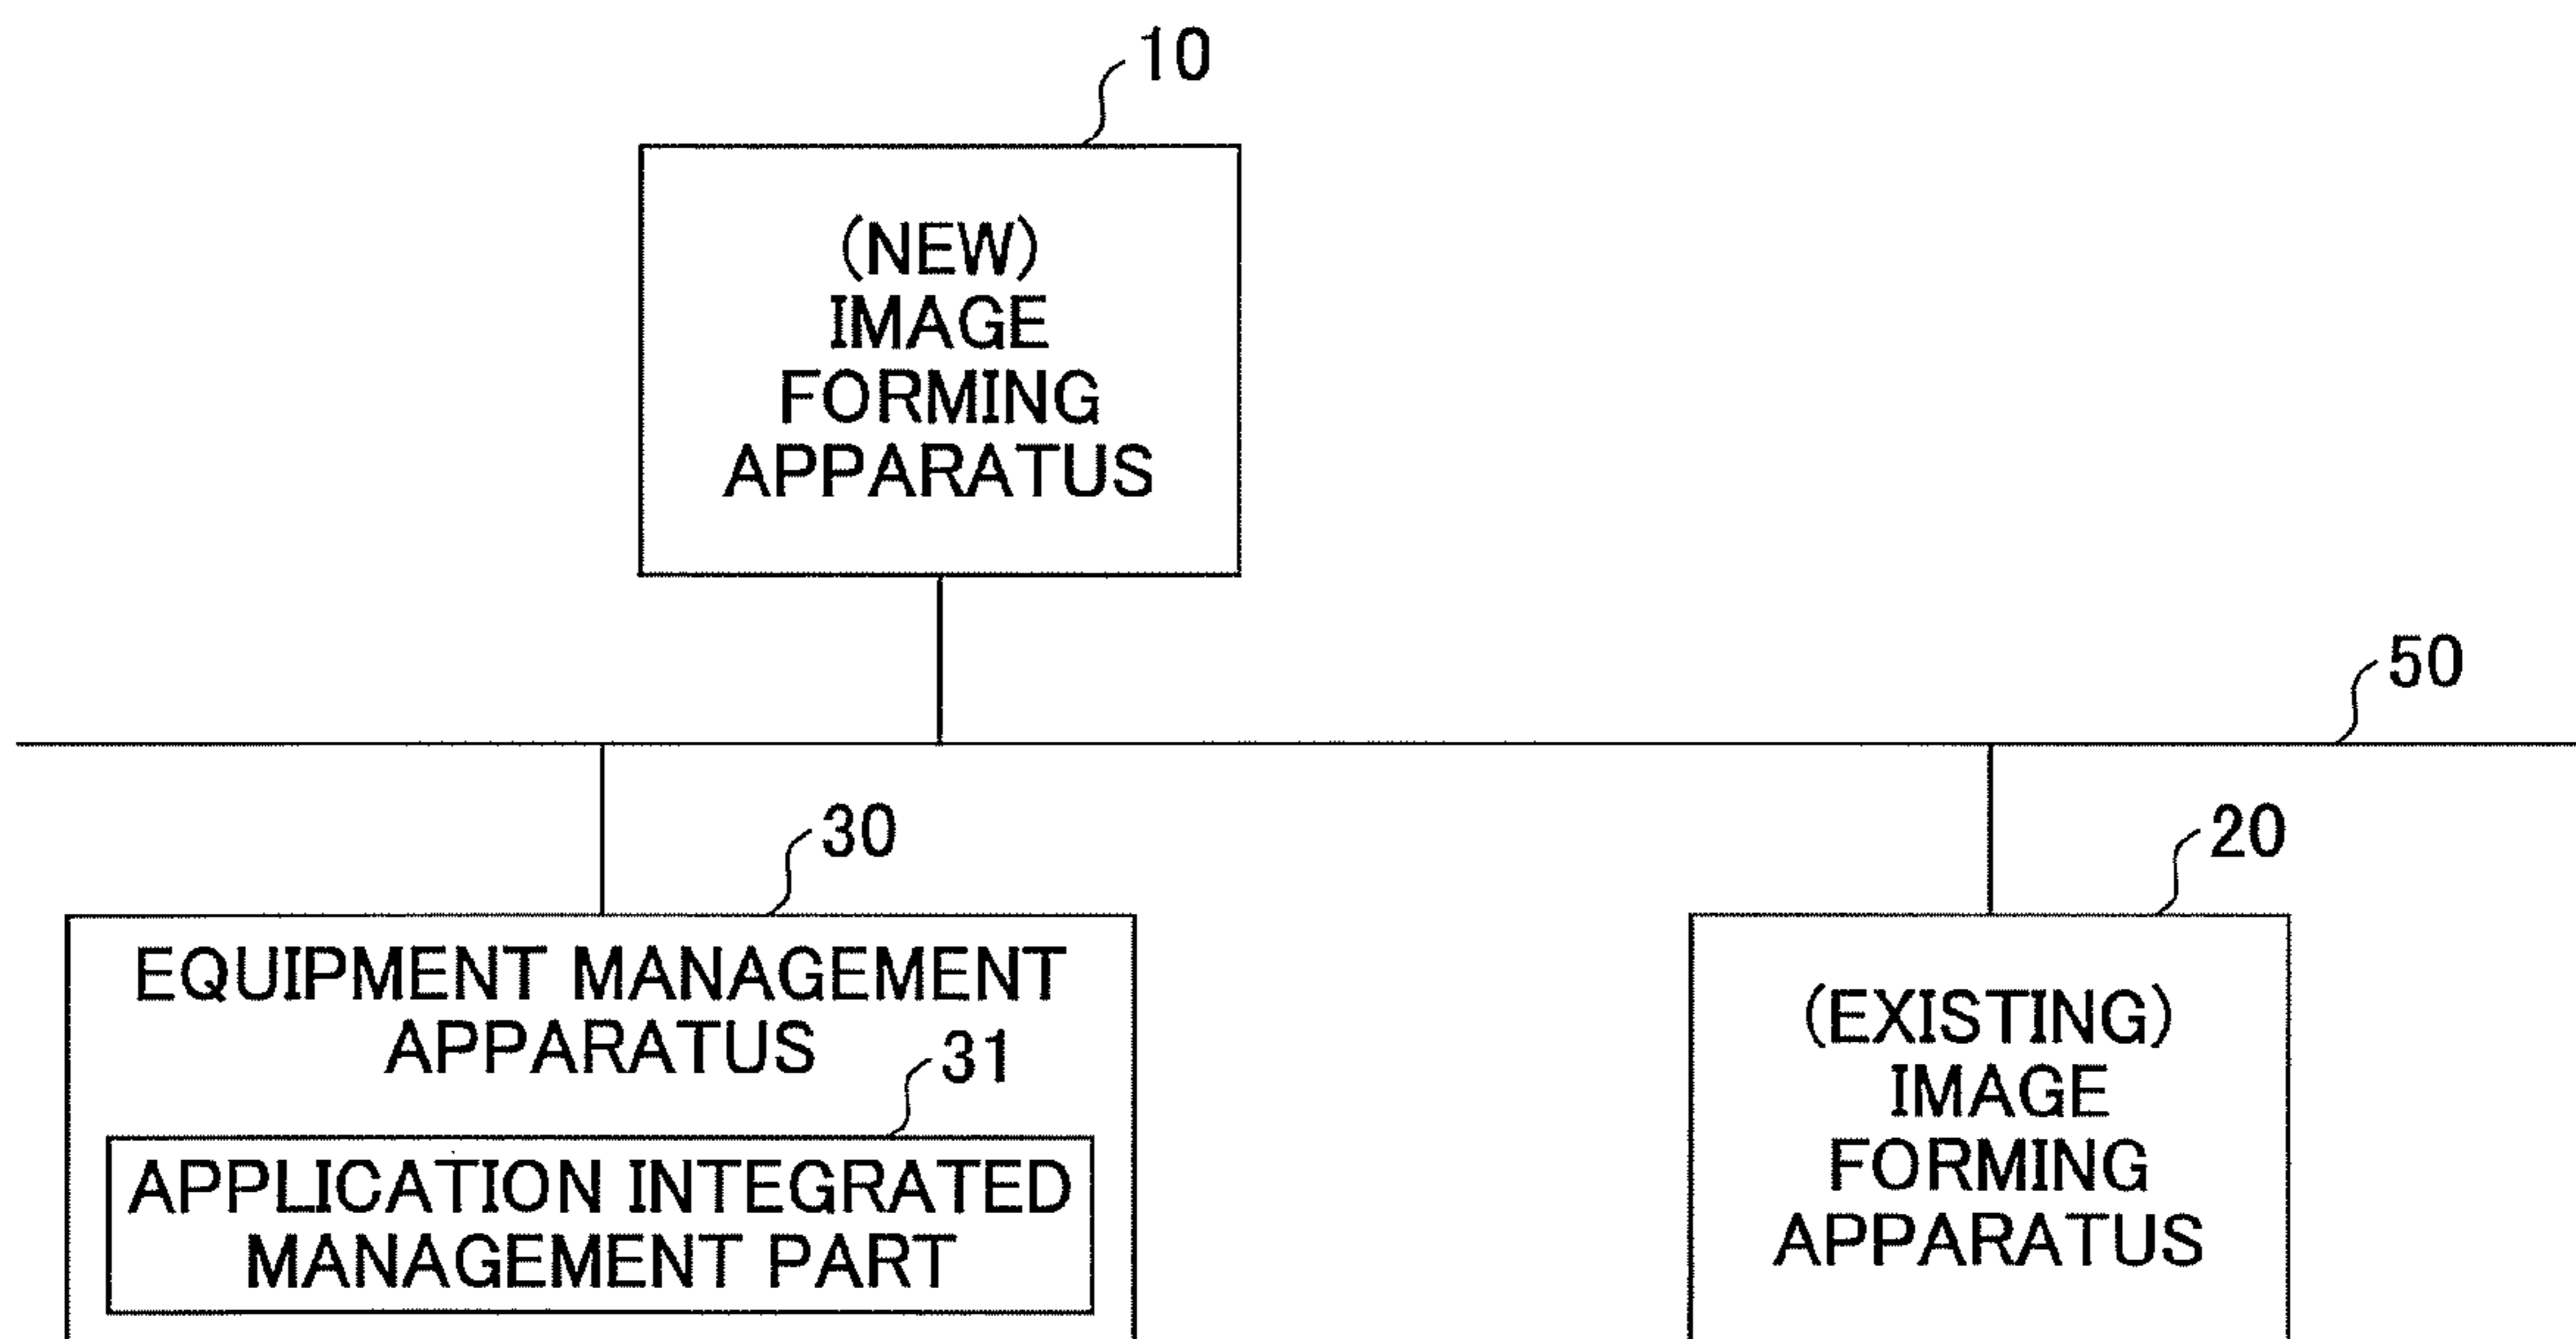 10
(NEW)
IMAGE
FORMING
APPARATUS
50
30
EQUIPMENT MANAGEMENT
APPARATUS
31
APPLICATION INTEGRATED
MANAGEMENT PART
20
(EXISTING)
IMAGE
FORMING
APPARATUS